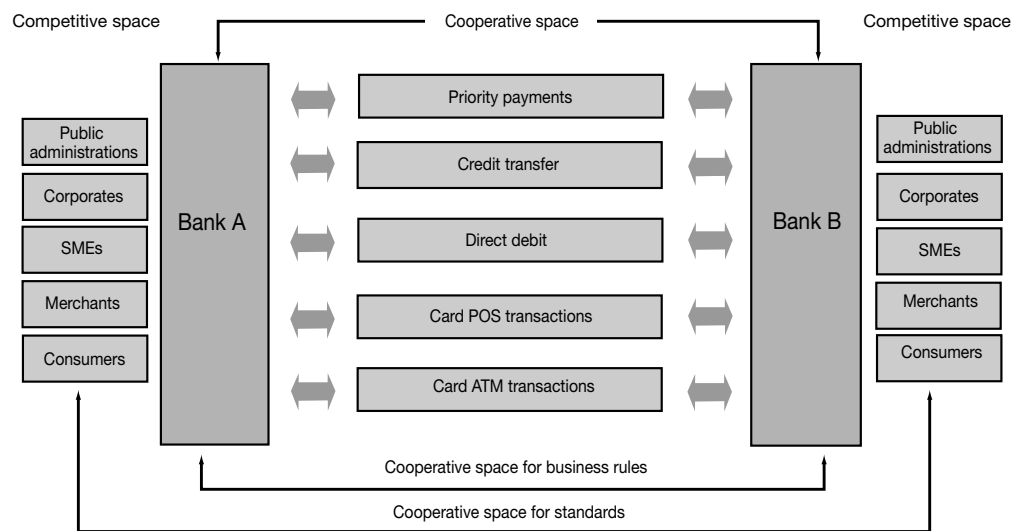 Competitive space
Cooperative space
Competitive space
Public
administrations
Corporates
SMEs
Merchants
Consumers
Bank A
Priority payments
Credit transfer
Direct debit
Card POS transactions
Card ATM transactions
Bank B
Public
administrations
Corporates
SMEs
Merchants
Consumers
Cooperative space for business rules
Cooperative space for standards